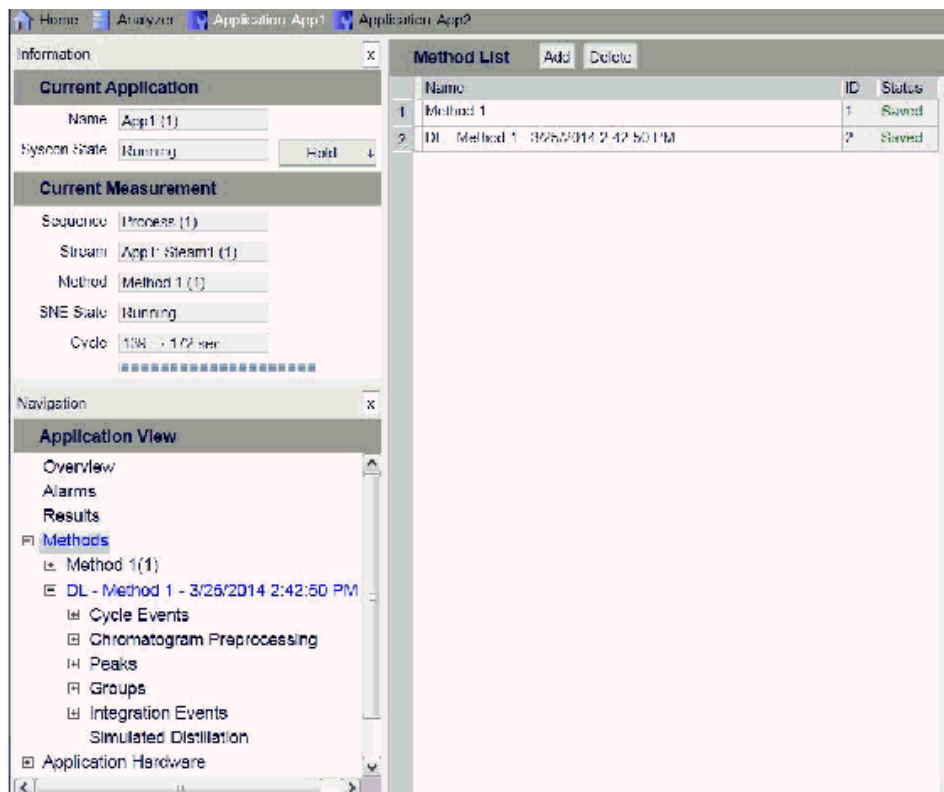 Home Analyzer Application App1 Application App2
Information x
Current Application
Name App1 (1)
Syscon State Running Hold
Current Measurement
Sequence Process (1)
Stream App1: Steam1 (1)
Method Method 1 (1)
SNE State Running
Cycle 139 172 sec
Navigation x
Application View
Overview
Alarms
Results
Methods
Method 1(1)
DL - Method 1 - 3/25/2014 2:42:50 PM
Cycle Events
Chromatogram Preprocessing
Peaks
Groups
Integration Events
Simulated Distillation
Application Hardware
Method List Add Delete
Name ID Status
1 Method 1 1 Saved
2 DL Method 1 3/25/2014 2:42:50 PM 2 Saved